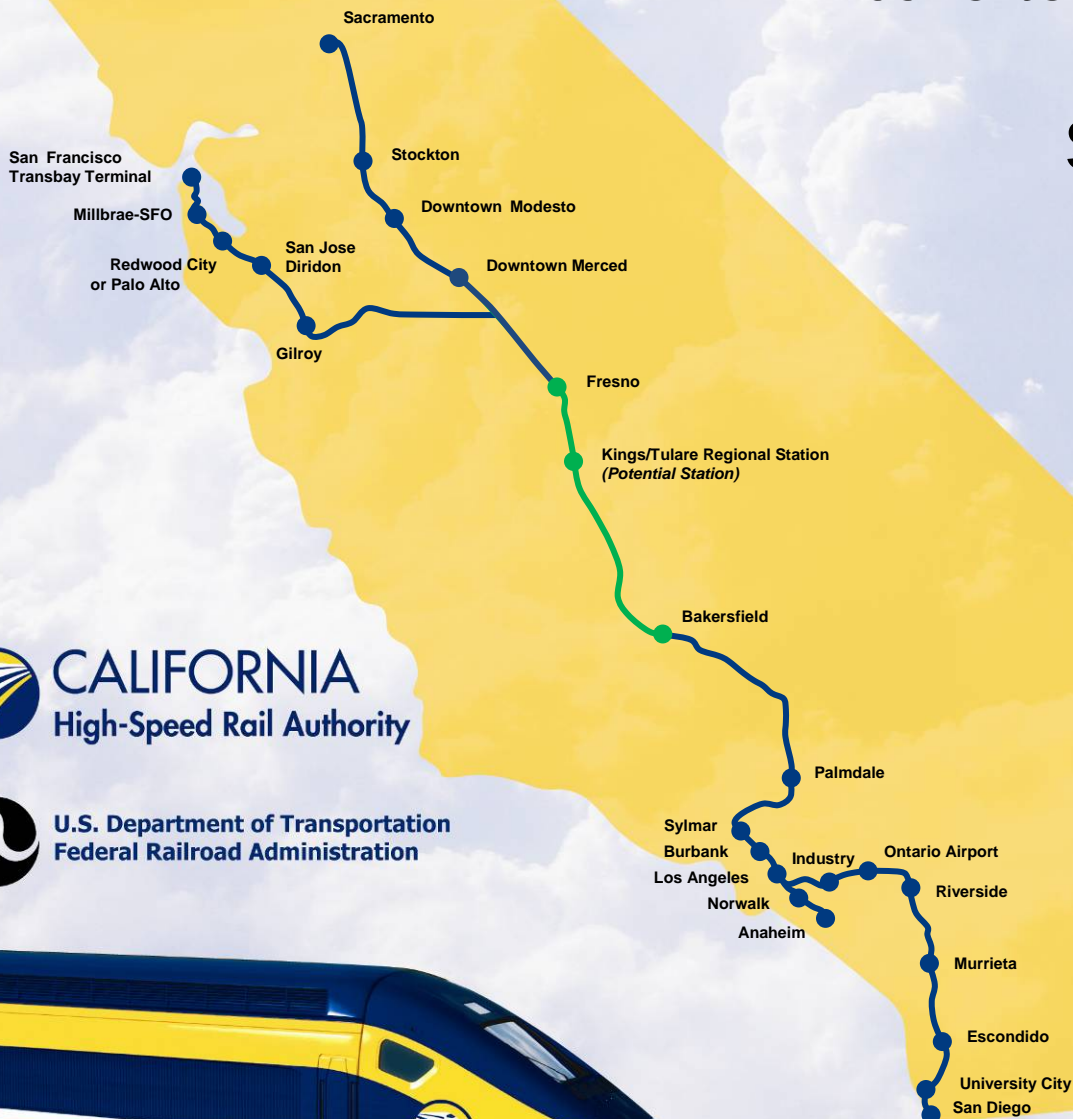 Sacramento
San Francisco
Transbay Terminal
Stockton
Millbrae-SFO
Downtown Modesto
Redwood City
or Palo Alto
San Jose
Diridon
Downtown Merced
Gilroy
Fresno
Kings/Tulare Regional Station
(Potential Station)
Bakersfield
CALIFORNIA
High-Speed Rail Authority
Palmdale
U.S. Department of Transportation
Federal Railroad Administration
Sylmar
Burbank
Los Angeles
Industry
Ontario Airport
Norwalk
Riverside
Anaheim
Murrieta
Escondido
University City
San Diego